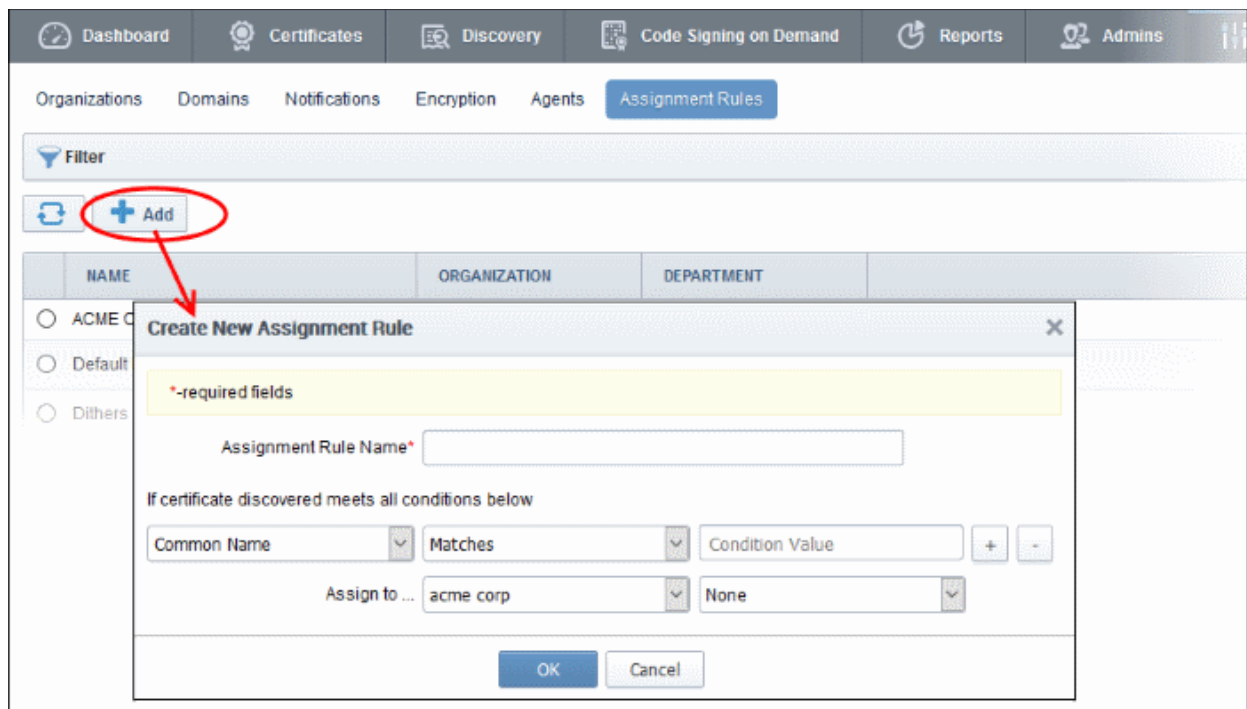 Dashboard Certificates Discovery Code Signing on Demand Reports Admins
Organizations Domains Notifications Encryption Agents Assignment Rules
Filter
Add
NAME ORGANIZATION DEPARTMENT
ACME C
Default
Dithers
Create New Assignment Rule
*-required fields
Assignment Rule Name*
If certificate discovered meets all conditions below
Common Name Matches Condition Value + -
Assign to ... acme corp None
OK Cancel